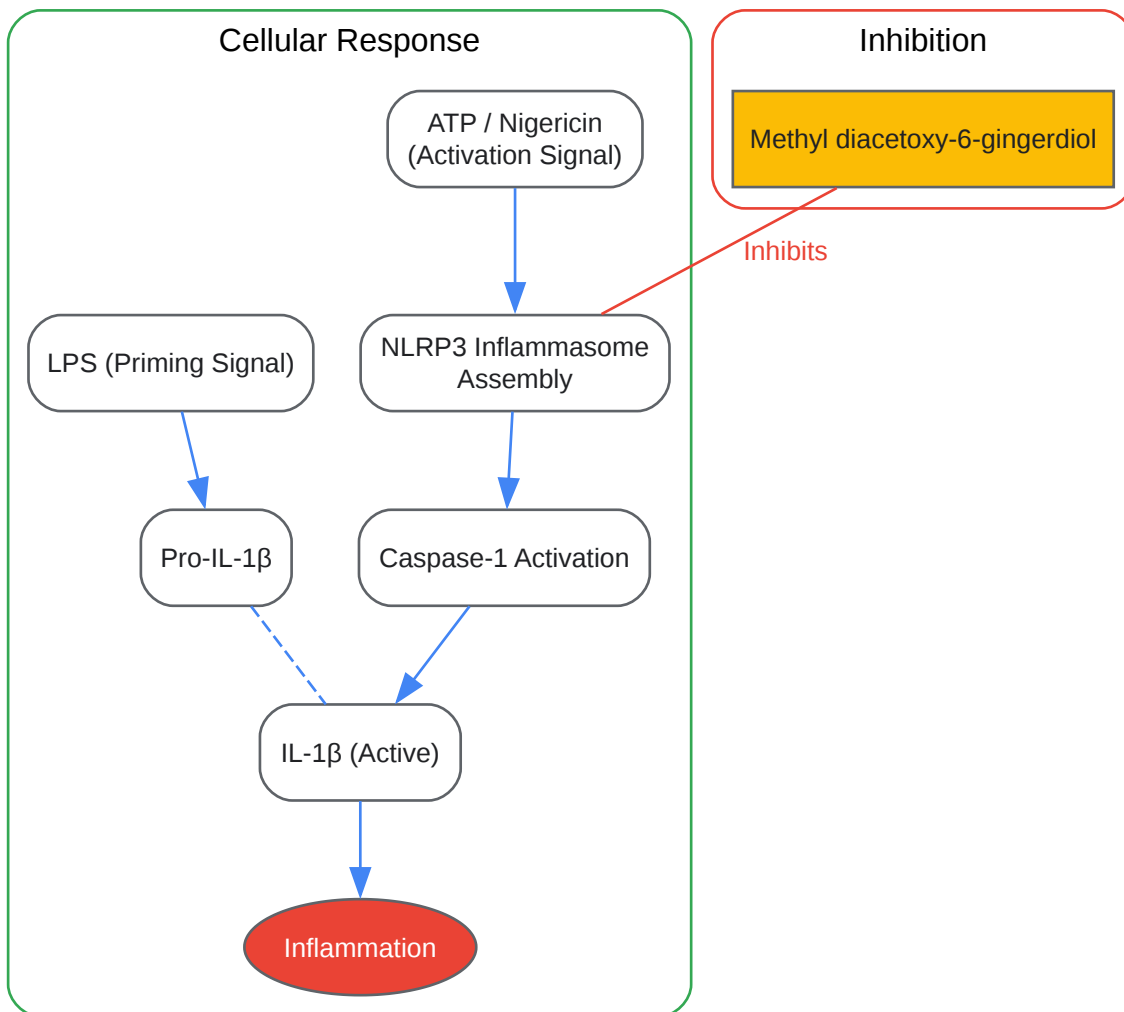 Cellular Response
Inhibition
ATP / Nigericin
(Activation Signal)
Methyl diacetoxy-6-gingerdiol
Inhibits
LPS (Priming Signal)
NLRP3 Inflammasome
Assembly
Pro-IL-1β
Caspase-1 Activation
IL-1β (Active)
Inflammation